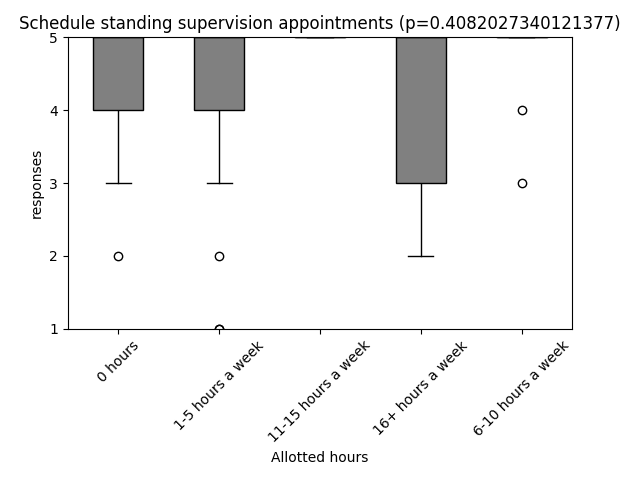 Schedule standing supervision appointments (p=0.4082027340121377)
5
4
3
2
1
responses
0 hours
1-5 hours a week
11-15 hours a week
16+ hours a week
6-10 hours a week
Allotted hours